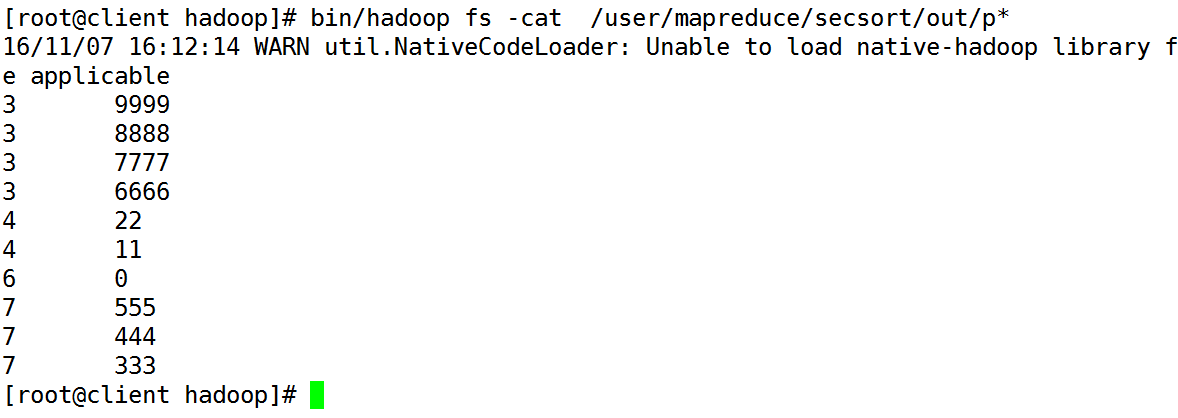 [root@client hadoop]# bin/hadoop fs -cat  /user/mapreduce/secsort/out/p*
16/11/07 16:12:14 WARN util.NativeCodeLoader: Unable to load native-hadoop library f
e applicable
3       9999
3       8888
3       7777
3       6666
4       22
4       11
6       0
7       555
7       444
7       333
[root@client hadoop]#